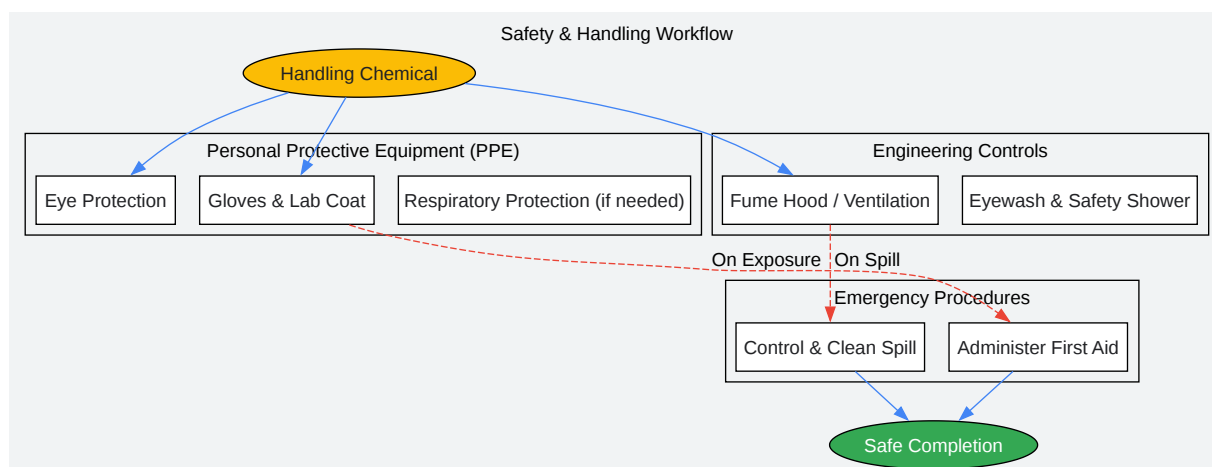 Safety & Handling Workflow
Handling Chemical
Personal Protective Equipment (PPE)
Engineering Controls
Eye Protection
Gloves & Lab Coat
Respiratory Protection (if needed)
Fume Hood / Ventilation
Eyewash & Safety Shower
On Exposure
On Spill
Emergency Procedures
Control & Clean Spill
Administer First Aid
Safe Completion